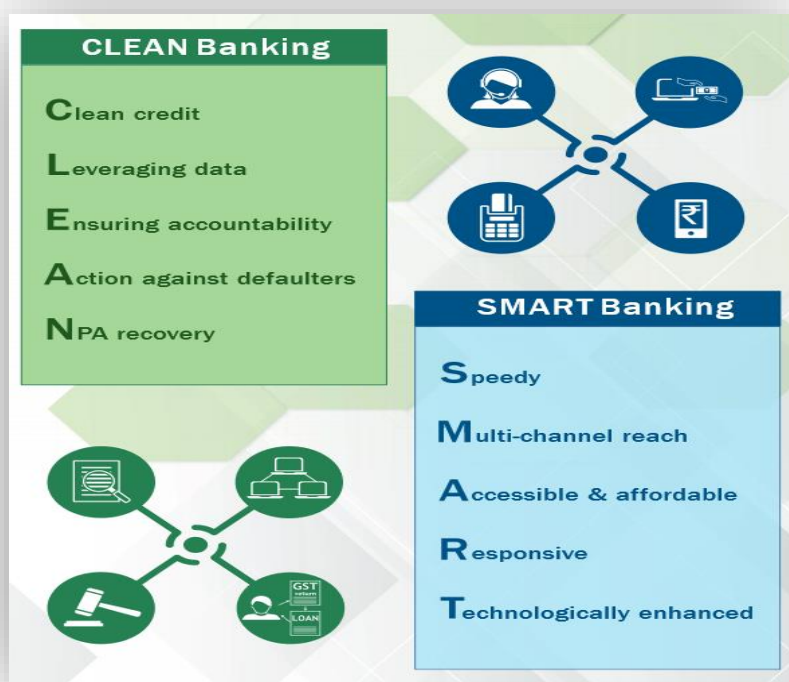 CLEAN Banking
Clean credit
Leveraging data
Ensuring accountability
Action against defaulters
NPA recovery
₹
SMART Banking
Speedy
Multi-channel reach
Accessible & affordable
Responsive
Technologically enhanced
GST
return
LOAN